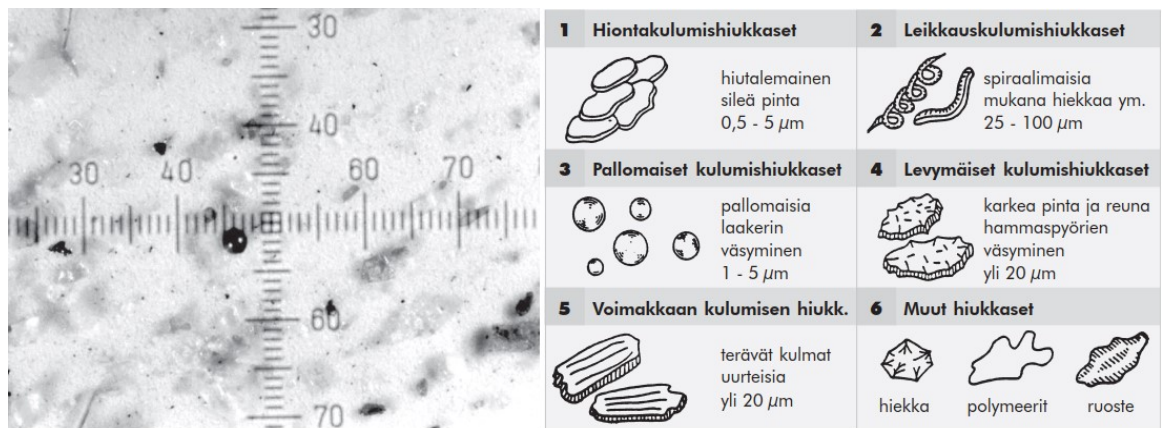 30
40
30 40 60 70
60
70
1 Hiontakulumishiukkaset
hiutalemainen
sileä pinta
0,5 - 5 µm
2 Leikkauskulumishiukkaset
spiraalimaisia
mukana hiekkaa ym.
25 - 100 µm
3 Pallomaiset kulumishiukkaset
pallomaisia
laakerin
väsyminen
1 - 5 µm
4 Levymäiset kulumishiukkaset
karkea pinta ja reuna
hammaspyörien
väsyminen
yli 20 µm
5 Voimakkaan kulumisen hiukk.
terävät kulmat
uurteisia
yli 20 µm
6 Muut hiukkaset
hiekka polymeerit ruoste